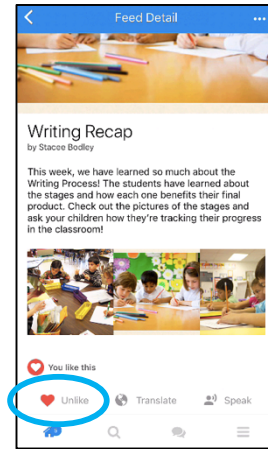 Feed Detail
Writing Recap
by Stacee Bodley
This week, we have learned so much about the
Writing Process! The students have learned about
the stages and how each one benefits their final
product. Check out the pictures of the stages and
ask your children how they're tracking their progress
in the classroom!
You like this
Unlike Translate Speak